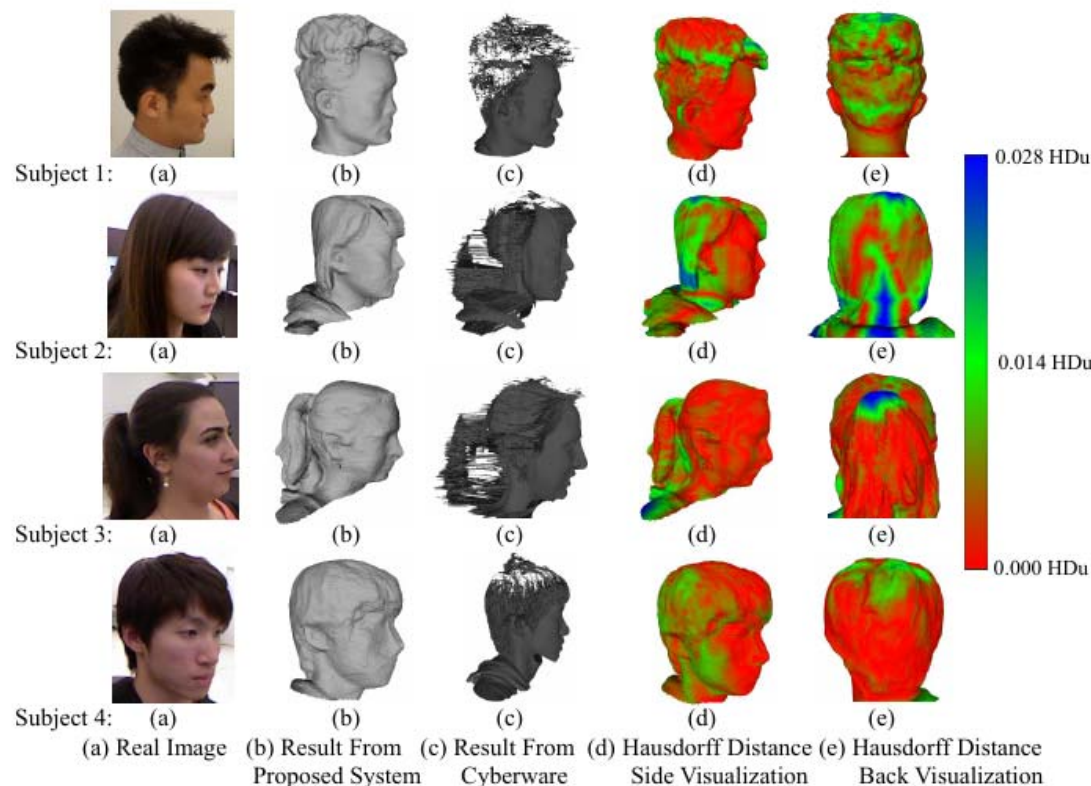 Subject 1: (a) (b) (c) (d) (e)
0.028 HDu
Subject 2: (a) (b) (c) (d) (e)
0.014 HDu
Subject 3: (a) (b) (c) (d) (e)
0.000 HDu
Subject 4: (a) (b) (c) (d) (e)
(a) Real Image (b) Result From (c) Result From (d) Hausdorff Distance (e) Hausdorff Distance
Proposed System Cyberware Side Visualization Back Visualization